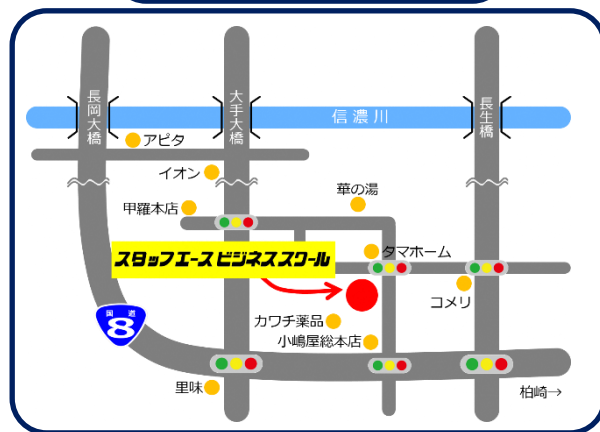 長岡大橋
大手大橋
信濃川
長生橋
アピタ
イオン
華の湯
甲羅本店
タマホーム
スタッフエース ビジネススクール
コメリ
国道
8
カワチ薬品
小嶋屋総本店
里味
柏崎→